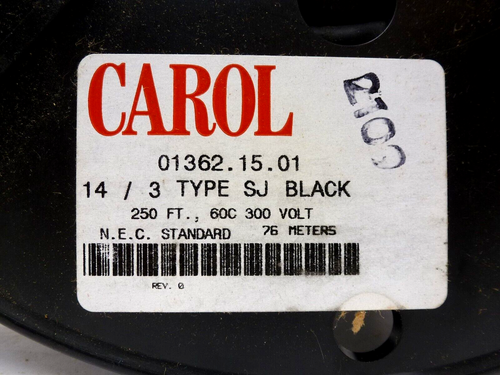 CAROL
2109
01362.15.01
14 / 3 TYPE SJ BLACK
250 FT., 60C 300 VOLT
N.E.C. STANDARD 76 METERS
REV. 0